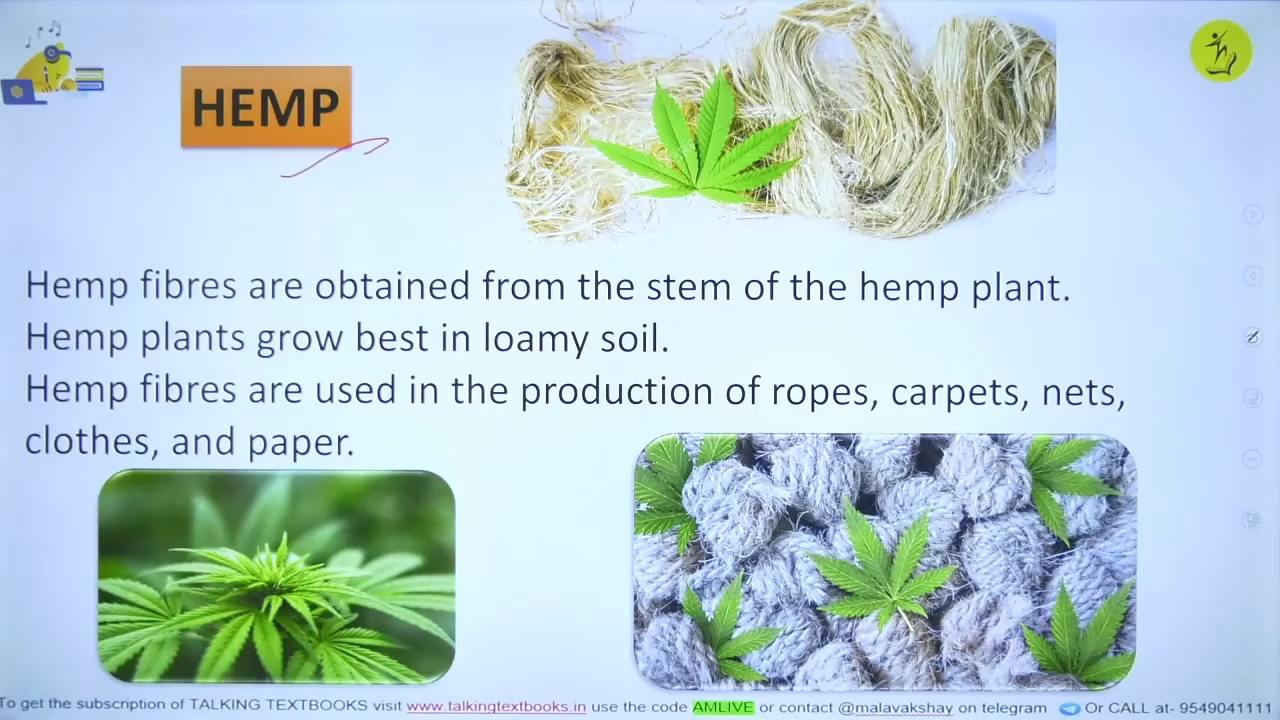 HEMP
Hemp fibres are obtained from the stem of the hemp plant.
Hemp plants grow best in loamy soil.
Hemp fibres are used in the production of ropes, carpets, nets,
clothes, and paper.
To get the subscription of TALKING TEXTBOOKS visit www.talkingtextbooks.in use the code AMLIVE or contact @malavakshay on telegram Or CALL at- 9549041111